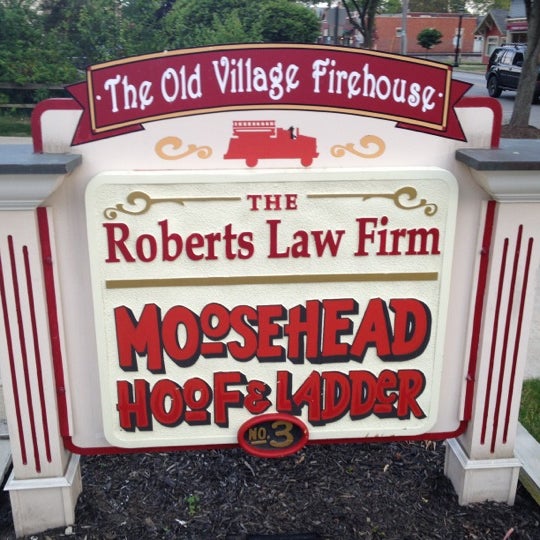 The Old Village Firehouse
THE
Roberts Law Firm
MOOSEHEAD
HOOF & LADDER
NO. 3